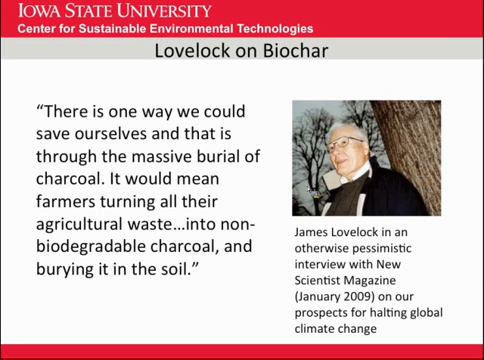 IOWA STATE UNIVERSITY
Center for Sustainable Environmental Technologies
Lovelock on Biochar
“There is one way we could
save ourselves and that is
through the massive burial of
charcoal. It would mean
farmers turning all their
agricultural waste…into non-
biodegradable charcoal, and
burying it in the soil.”
James Lovelock in an
otherwise pessimistic
interview with New
Scientist Magazine
(January 2009) on our
prospects for halting global
climate change